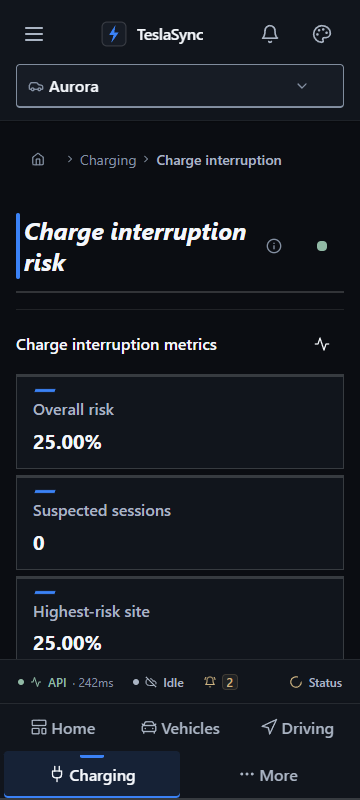 TeslaSync
Aurora
Charging
Charge interruption
Charge interruption
risk
Charge interruption metrics
Overall risk
25.00%
Suspected sessions
0
Highest-risk site
25.00%
API · 242ms
Idle
2
Status
Home
Vehicles
Driving
Charging
More